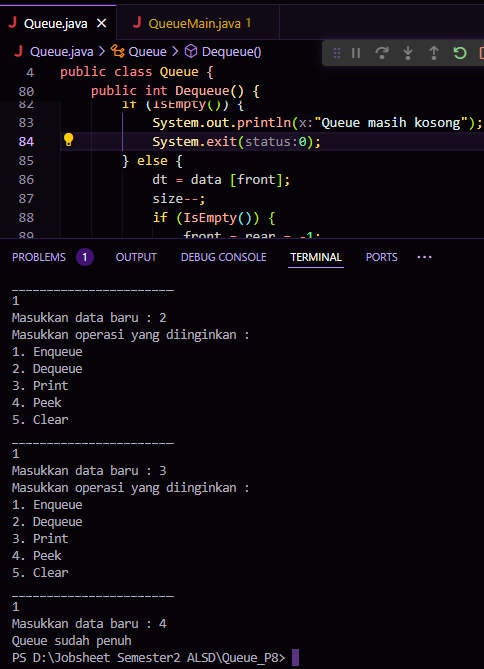 J Queue.java × J QueueMain.java 1
J Queue.java > Queue > Dequeue()
4 public class Queue {
80 public int Dequeue() {
82 if (IsEmpty()) {
83 System.out.println(x:"Queue masih kosong");
84 System.exit(status:0);
85 } else {
86 dt = data [front];
87 size--;
88 if (IsEmpty()) {
89 front = rear = -1;
PROBLEMS 1 OUTPUT DEBUG CONSOLE TERMINAL PORTS ···
_______________________
1
Masukkan data baru : 2
Masukkan operasi yang diinginkan :
1. Enqueue
2. Dequeue
3. Print
4. Peek
5. Clear
_______________________
1
Masukkan data baru : 3
Masukkan operasi yang diinginkan :
1. Enqueue
2. Dequeue
3. Print
4. Peek
5. Clear
_______________________
1
Masukkan data baru : 4
Queue sudah penuh
PS D:\Jobsheet Semester2 ALSD\Queue_P8>